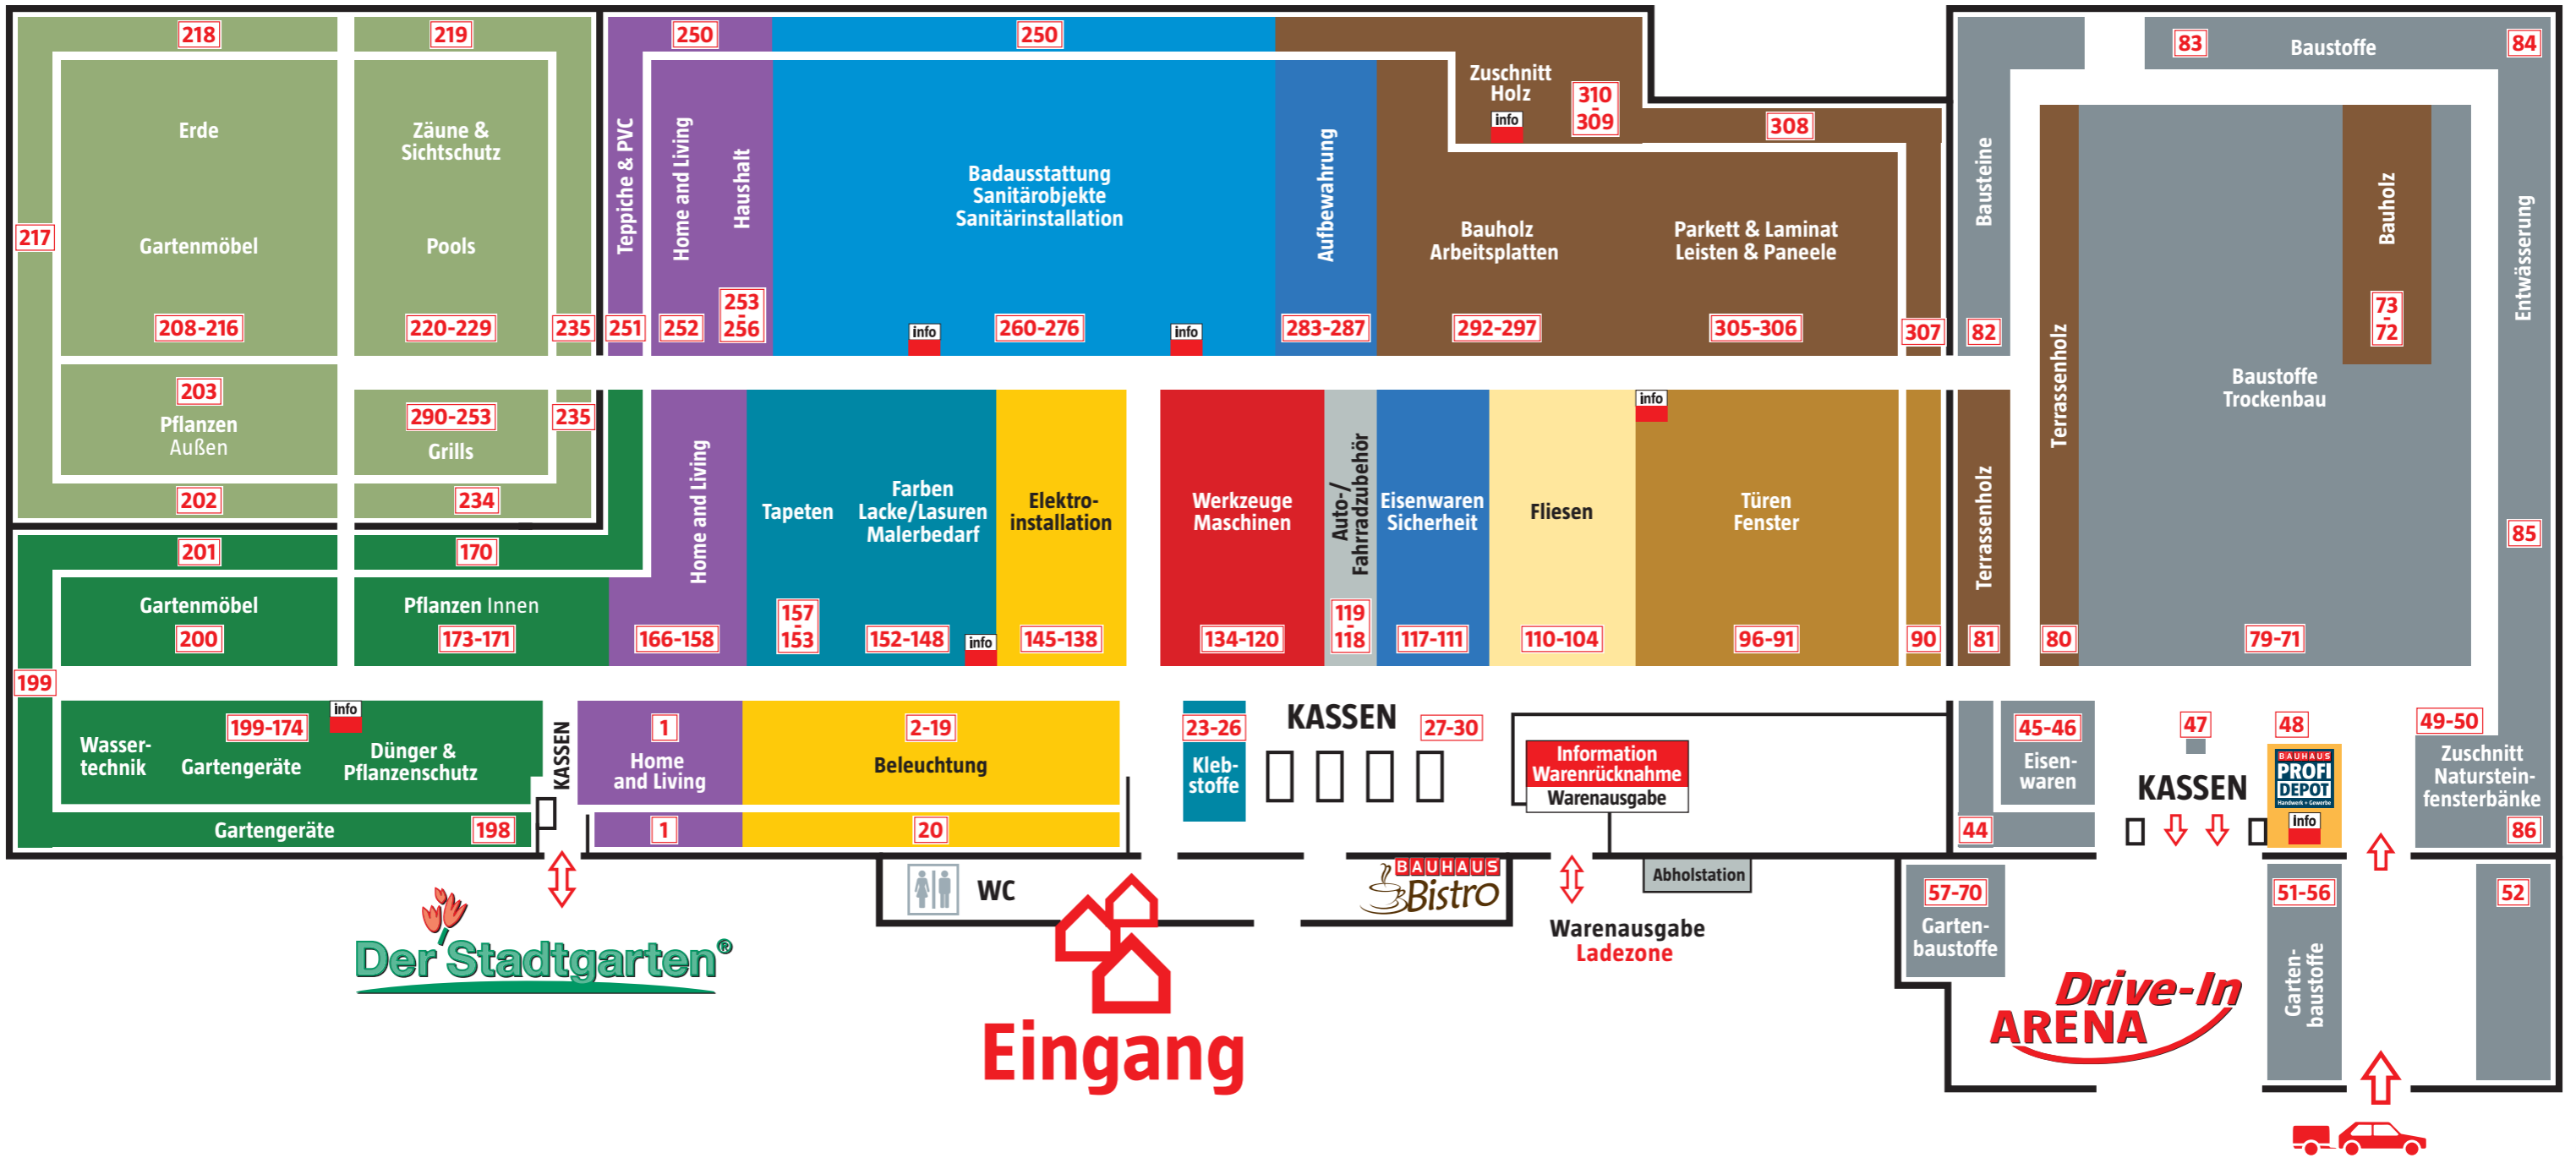 218
219
250
250
83
Baustoffe
84
Erde
Zäune &
Sichtschutz
Teppiche & PVC
Home and Living
Haushalt
Badausstattung
Sanitärobjekte
Sanitärinstallation
Aufbewahrung
Zuschnitt
Holz
info
310
-
309
308
Bausteine
Bauholz
Entwässerung
217
Gartenmöbel
Pools
Bauholz
Arbeitsplatten
Parkett & Laminat
Leisten & Paneele
208-216
220-229
235
251
252
253
-
256
info
260-276
info
283-287
292-297
305-306
307
82
73
-
72
Terrassenholz
Baustoffe
Trockenbau
203
Pflanzen
Außen
290-253
Grills
235
202
234
Home and Living
Tapeten
Farben
Lacke/Lasuren
Malerbedarf
Elektro-
installation
Werkzeuge
Maschinen
Auto-/
Fahrradzubehör
Eisenwaren
Sicherheit
Fliesen
info
Türen
Fenster
Terrassenholz
85
201
170
Gartenmöbel
200
Pflanzen Innen
173-171
166-158
157
-
153
152-148
info
145-138
134-120
119
-
118
117-111
110-104
96-91
90
81
80
79-71
199
199-174
info
Wasser-
technik
Gartengeräte
Dünger &
Pflanzenschutz
KASSEN
1
Home
and Living
2-19
Beleuchtung
23-26
Kleb-
stoffe
KASSEN
27-30
Information
Warenrücknahme
Warenausgabe
45-46
Eisen-
waren
47
KASSEN
48
BAUHAUS
PROFI
DEPOT
Handwerk + Gewerbe
info
49-50
Zuschnitt
Naturstein-
fensterbänke
86
Gartengeräte
198
1
20
44
WC
BAUHAUS
Bistro
Abholstation
57-70
Garten-
baustoffe
51-56
Garten-
baustoffe
52
Der Stadtgarten®
Warenausgabe
Ladezone
Eingang
Drive-In
ARENA